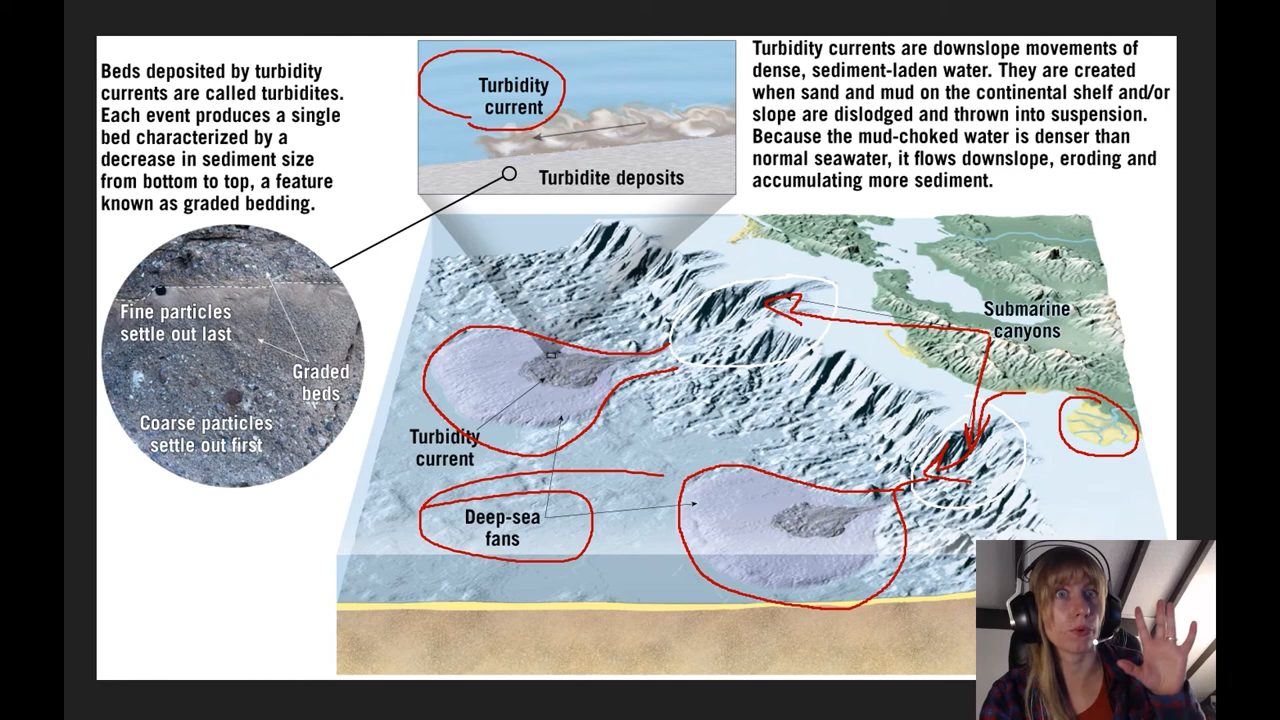 Beds deposited by turbidity
currents are called turbidites.
Each event produces a single
bed characterized by a
decrease in sediment size
from bottom to top, a feature
known as graded bedding.
Turbidity
current
Turbidite deposits
Turbidity currents are downslope movements of
dense, sediment-laden water. They are created
when sand and mud on the continental shelf and/or
slope are dislodged and thrown into suspension.
Because the mud-choked water is denser than
normal seawater, it flows downslope, eroding and
accumulating more sediment.
Fine particles
settle out last
Graded
beds
Coarse particles
settle out first
Submarine
canyons
Turbidity
current
Deep-sea
fans